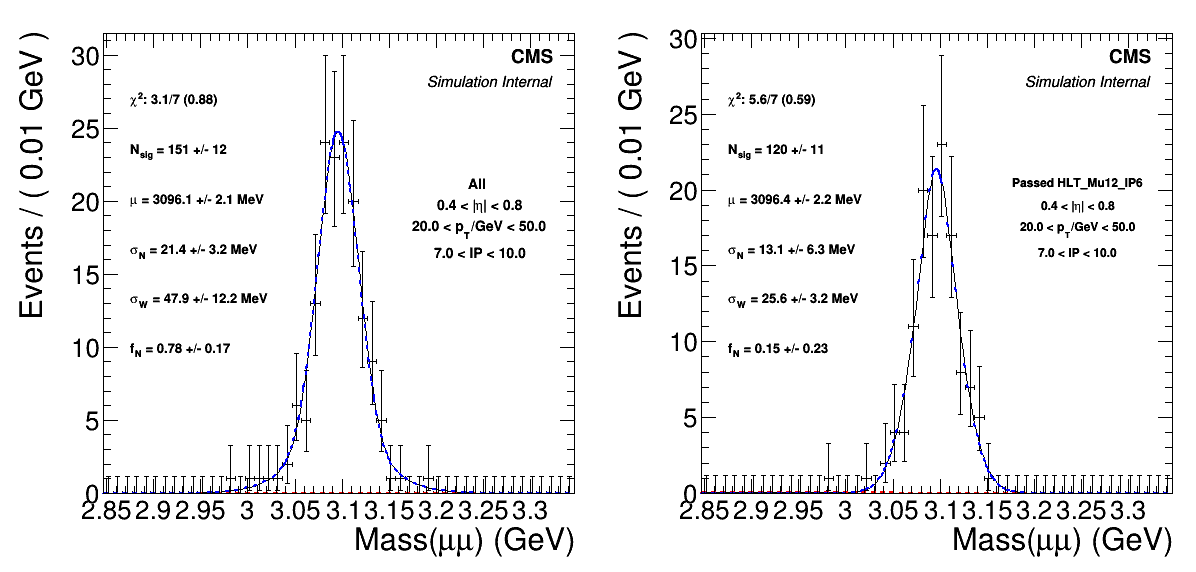 CMS
Simulation Internal
χ²: 3.1/7 (0.88)
N_sig = 151 +/- 12
μ = 3096.1 +/- 2.1 MeV
σ_N = 21.4 +/- 3.2 MeV
σ_W = 47.9 +/- 12.2 MeV
f_N = 0.78 +/- 0.17
All
0.4 < |η| < 0.8
20.0 < p_T/GeV < 50.0
7.0 < IP < 10.0
Events / ( 0.01 GeV )
30
25
20
15
10
5
0
2.85 2.9 2.95 3 3.05 3.1 3.15 3.2 3.25 3.3
Mass(μμ) (GeV)
CMS
Simulation Internal
χ²: 5.6/7 (0.59)
N_sig = 120 +/- 11
μ = 3096.4 +/- 2.2 MeV
σ_N = 13.1 +/- 6.3 MeV
σ_W = 25.6 +/- 3.2 MeV
f_N = 0.15 +/- 0.23
Passed HLT_Mu12_IP6
0.4 < |η| < 0.8
20.0 < p_T/GeV < 50.0
7.0 < IP < 10.0
Events / ( 0.01 GeV )
30
25
20
15
10
5
0
2.85 2.9 2.95 3 3.05 3.1 3.15 3.2 3.25 3.3
Mass(μμ) (GeV)